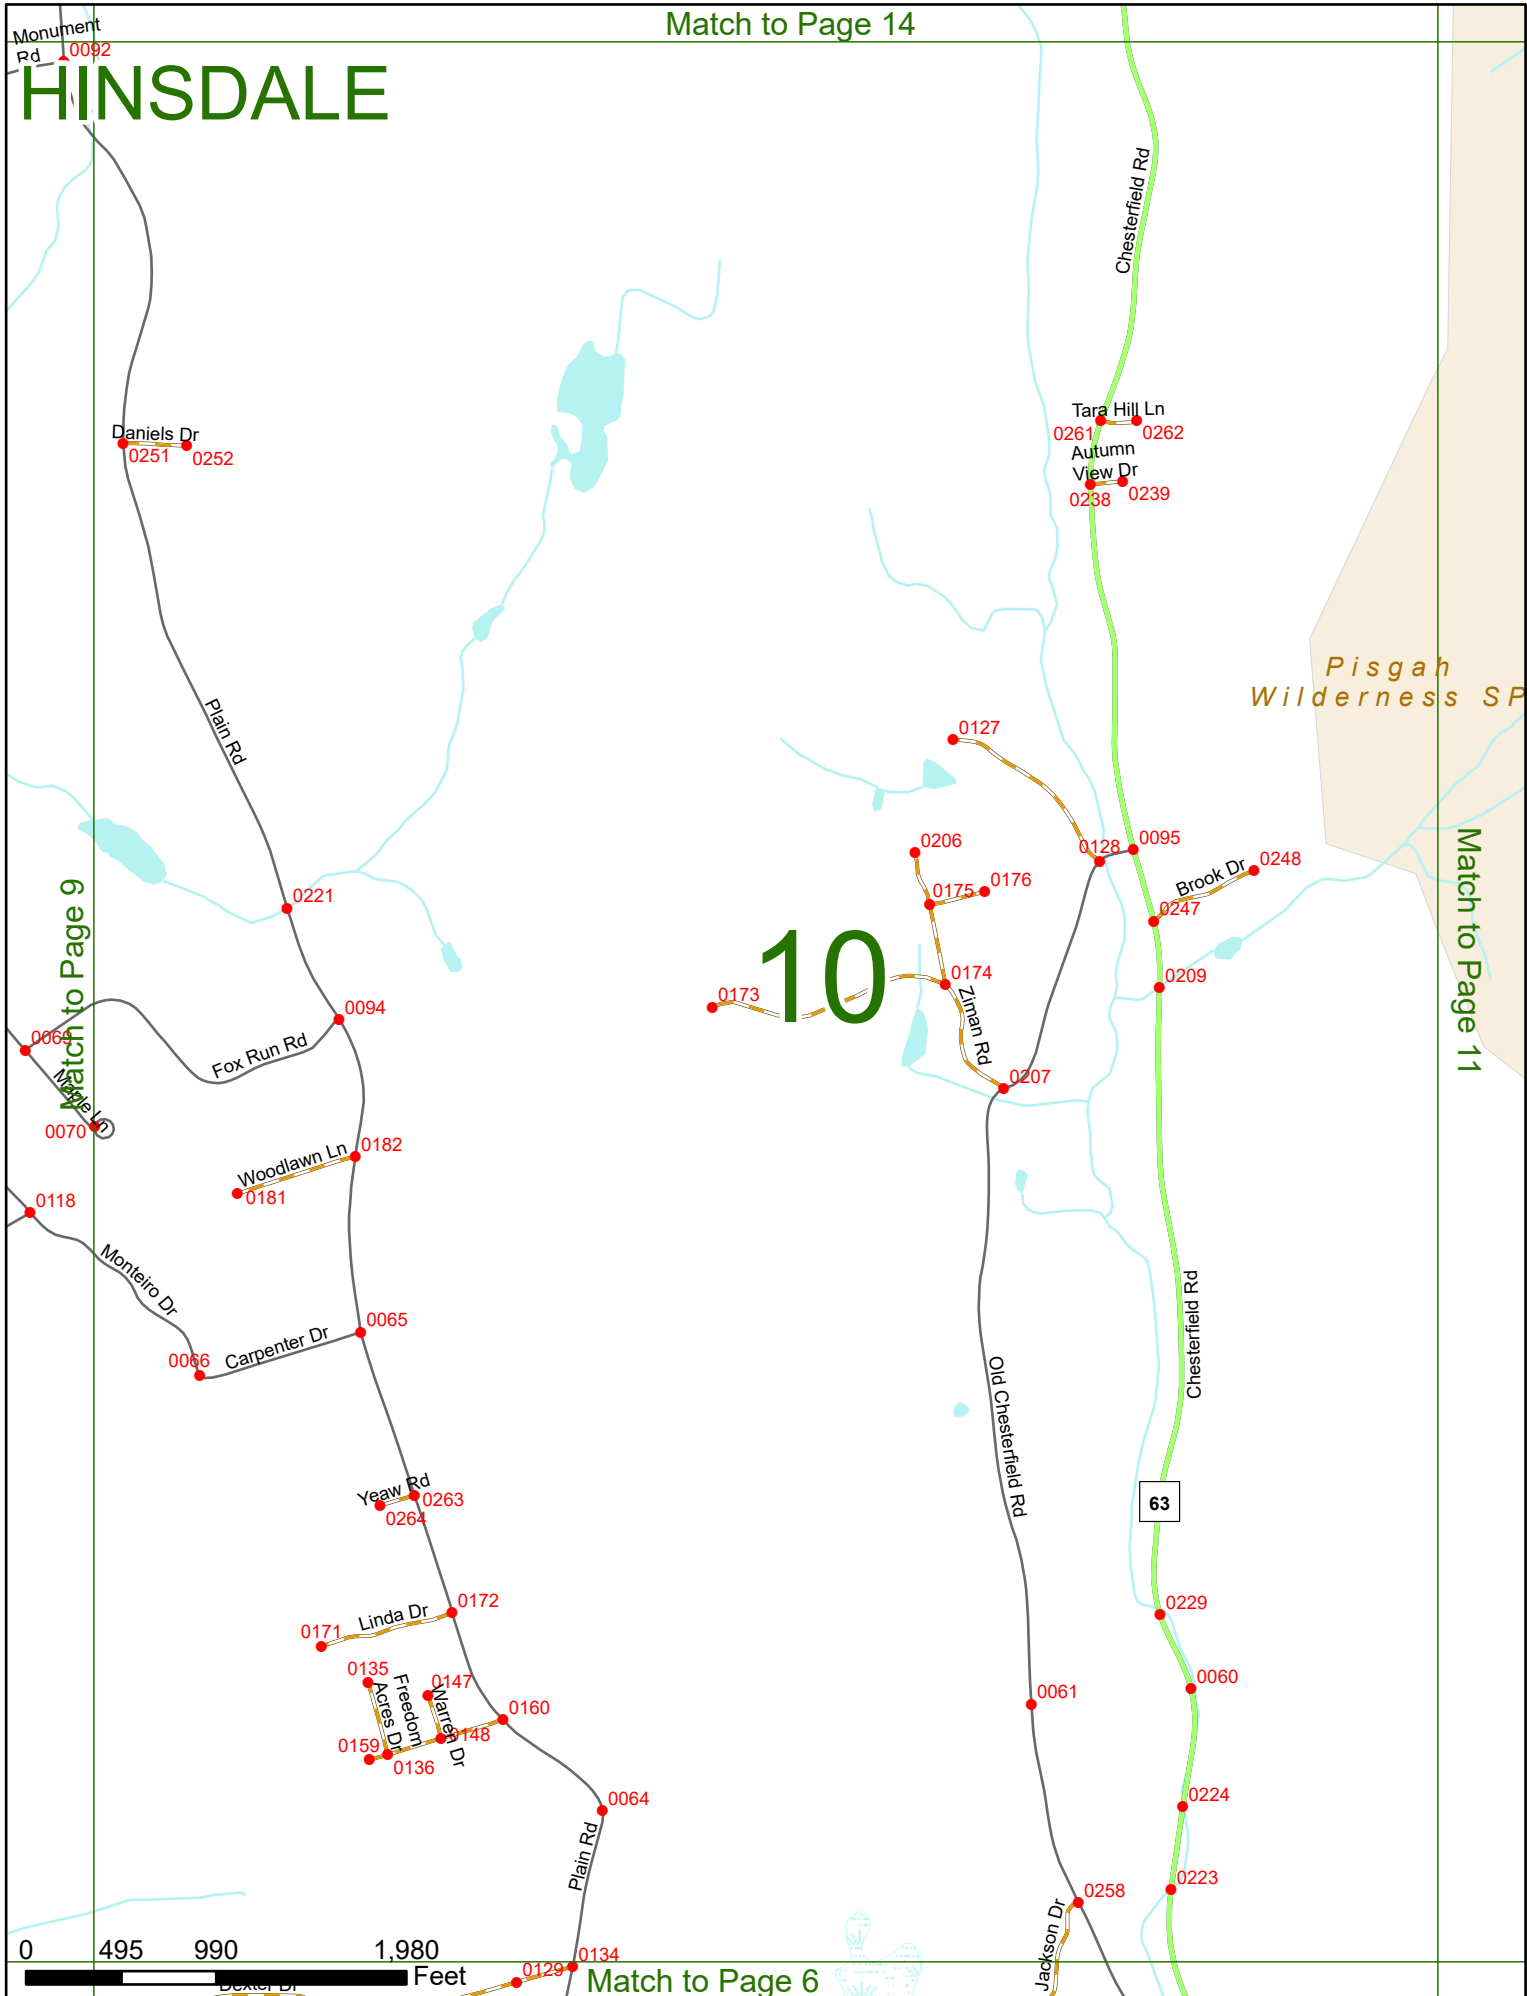 Match to Page 14
Monument
Rd
0092
HINSDALE
Chesterfield Rd
Tara Hill Ln
0261
0262
Autumn
View Dr
0238
0239
Daniels Dr
0251
0252
Pisgah
Wilderness SP
Plain Rd
0127
0095
0128
0206
0176
0175
Brook Dr
0248
0247
0221
Match to Page 9
Match to Page 11
10
0174
0209
0173
Ziman Rd
0094
0069
Fox Run Rd
Maple Ln
0070
0207
0182
Woodlawn Ln
0181
0118
Monteiro Dr
0065
Carpenter Dr
0066
Chesterfield Rd
Old Chesterfield Rd
Yeaw Rd
0263
0264
63
0172
Linda Dr
0171
0229
0135
Freedom
Acres Dr
0147
Warren Dr
0160
0148
0159
0136
0060
0061
0064
0224
Plain Rd
0223
0258
Jackson Dr
0 495 990 1,980
Feet
0134
0129
Dexter Dr
Match to Page 6